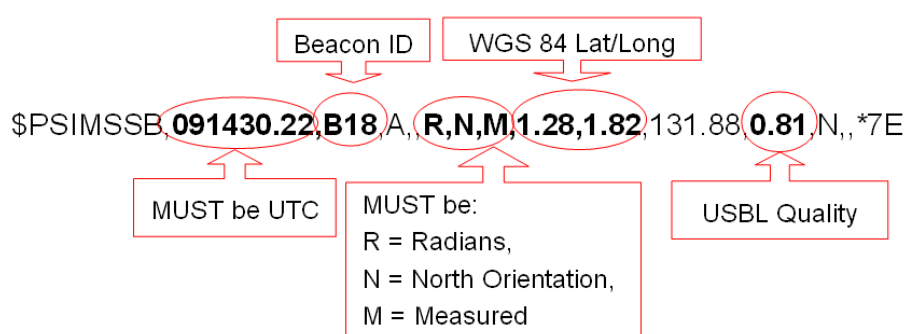 Beacon ID
WGS 84 Lat/Long
$PSIMSSB,091430.22,B18,A,,R,N,M,1.28,1.82,131.88,0.81,N,,*7E
MUST be UTC
MUST be:
R = Radians,
N = North Orientation,
M = Measured
USBL Quality